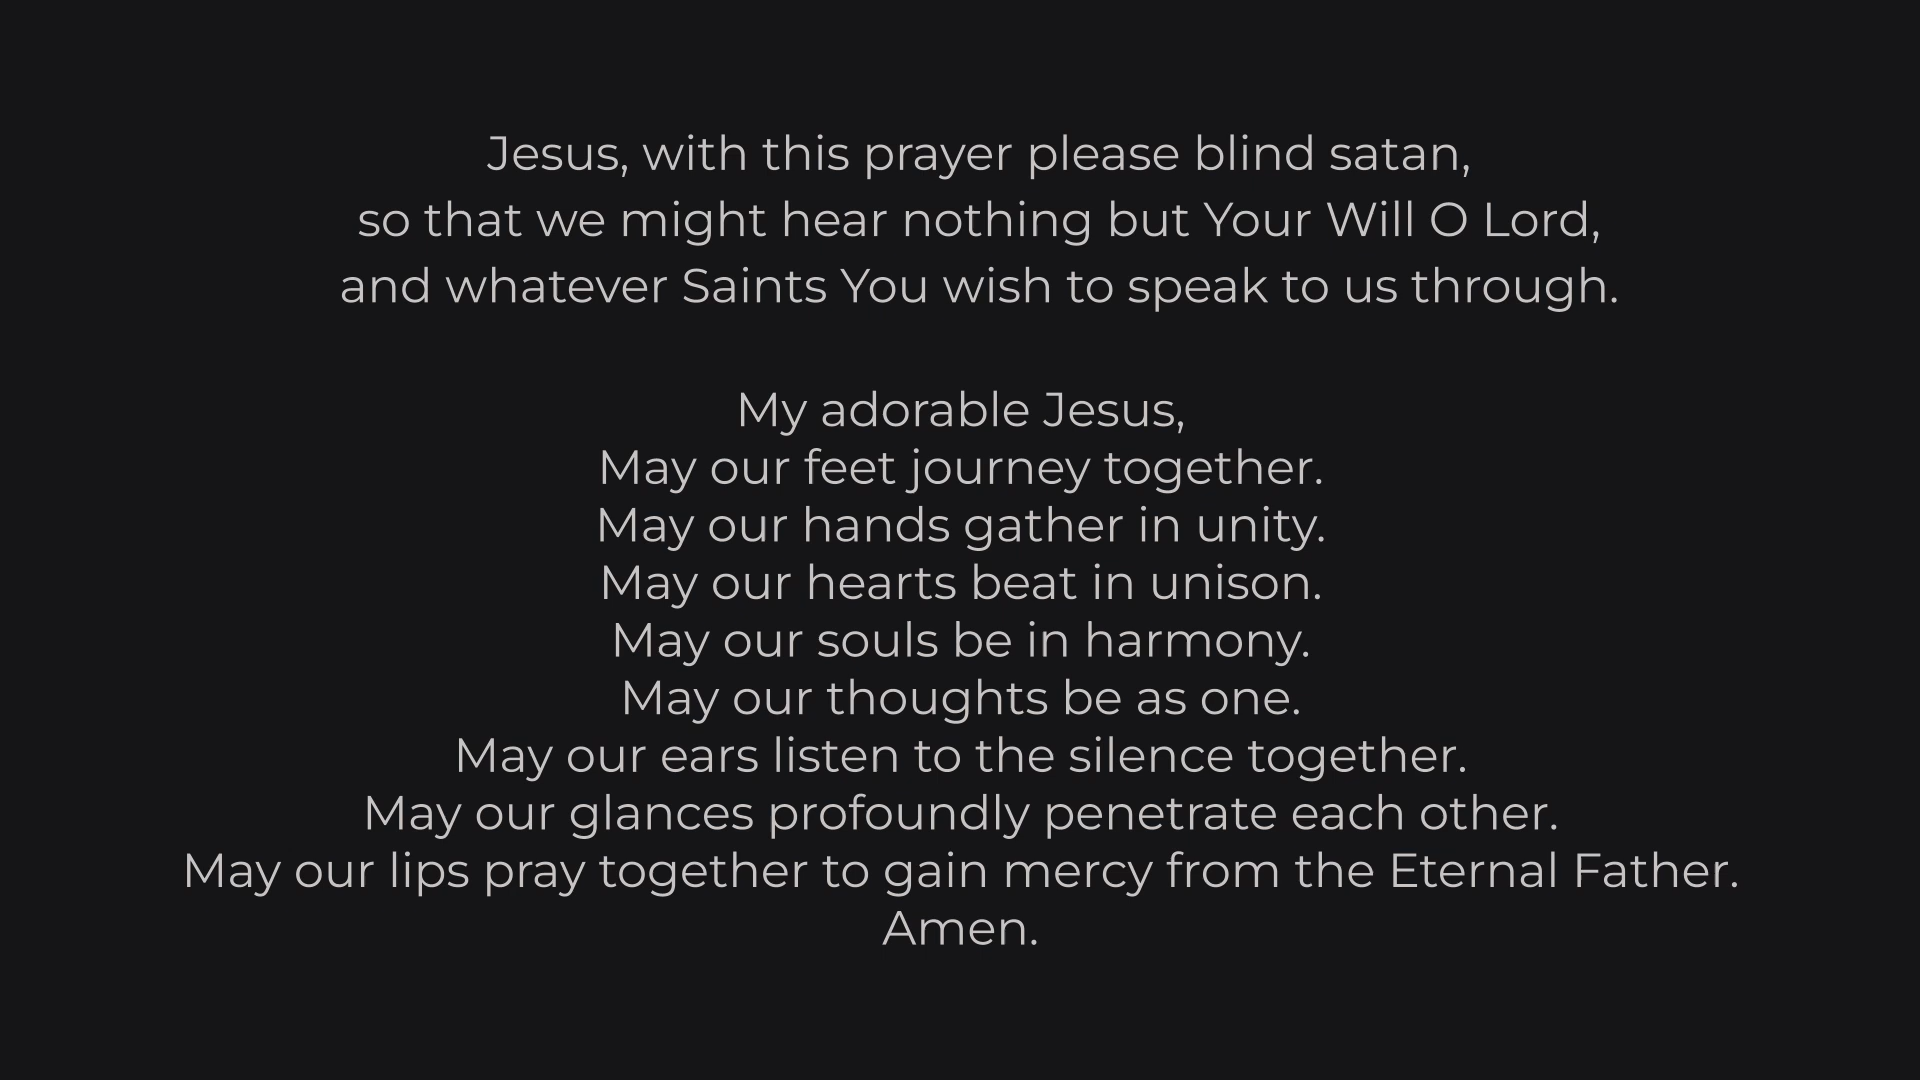 Jesus, with this prayer please blind satan,
so that we might hear nothing but Your Will O Lord,
and whatever Saints You wish to speak to us through.
My adorable Jesus,
May our feet journey together.
May our hands gather in unity.
May our hearts beat in unison.
May our souls be in harmony.
May our thoughts be as one.
May our ears listen to the silence together.
May our glances profoundly penetrate each other.
May our lips pray together to gain mercy from the Eternal Father.
Amen.